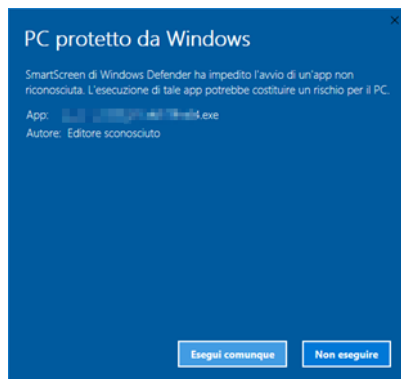 PC protetto da Windows
SmartScreen di Windows Defender ha impedito l'avvio di un'app non
riconosciuta. L'esecuzione di tale app potrebbe costituire un rischio per il PC.
App: .exe
Autore: Editore sconosciuto
Esegui comunque
Non eseguire